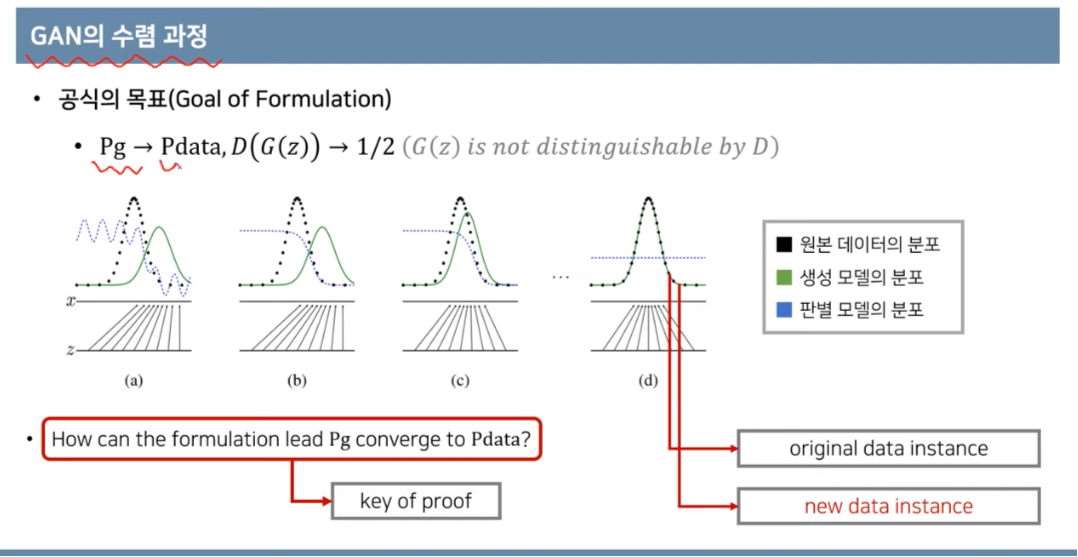 GAN의 수렴 과정
• 공식의 목표(Goal of Formulation)
• Pg → Pdata, D(G(z)) → 1/2 (G(z) is not distinguishable by D)
x
z
(a)
(b)
(c)
...
(d)
원본 데이터의 분포
생성 모델의 분포
판별 모델의 분포
• How can the formulation lead Pg converge to Pdata?
key of proof
original data instance
new data instance